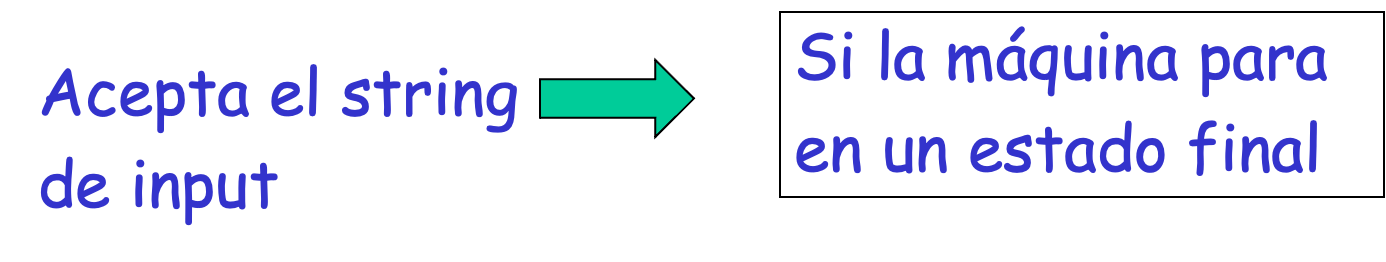 Acepta el string
de input
Si la máquina para
en un estado final